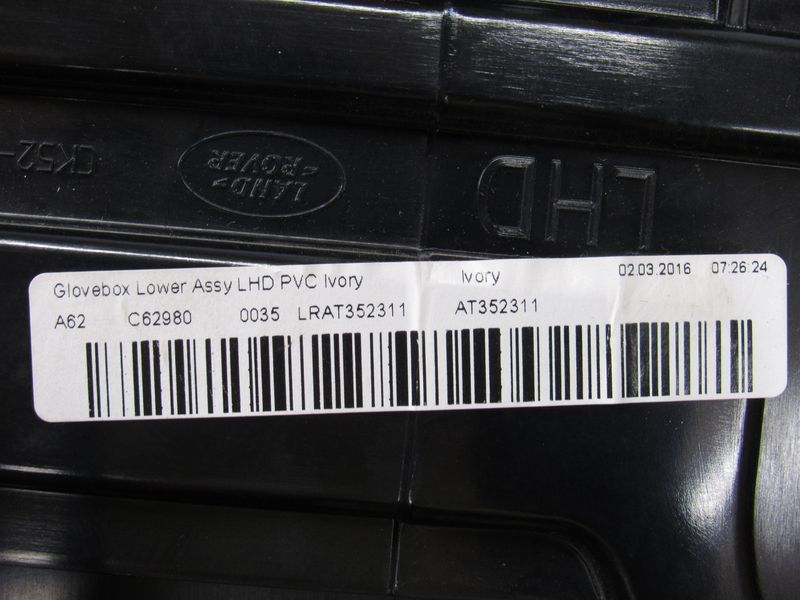 CK52-
LAND-
-ROVER
LHD
Glovebox Lower Assy LHD PVC Ivory Ivory 02.03.2016 07:26:24
A62 C62980 0035 LRAT352311 AT352311